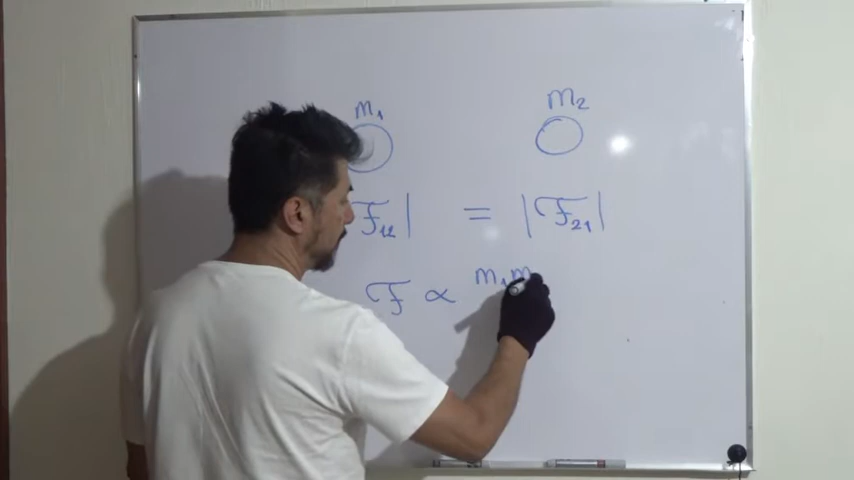 m₁ m₂
F₁₂| = |F₂₁|
F ∝ m₁m